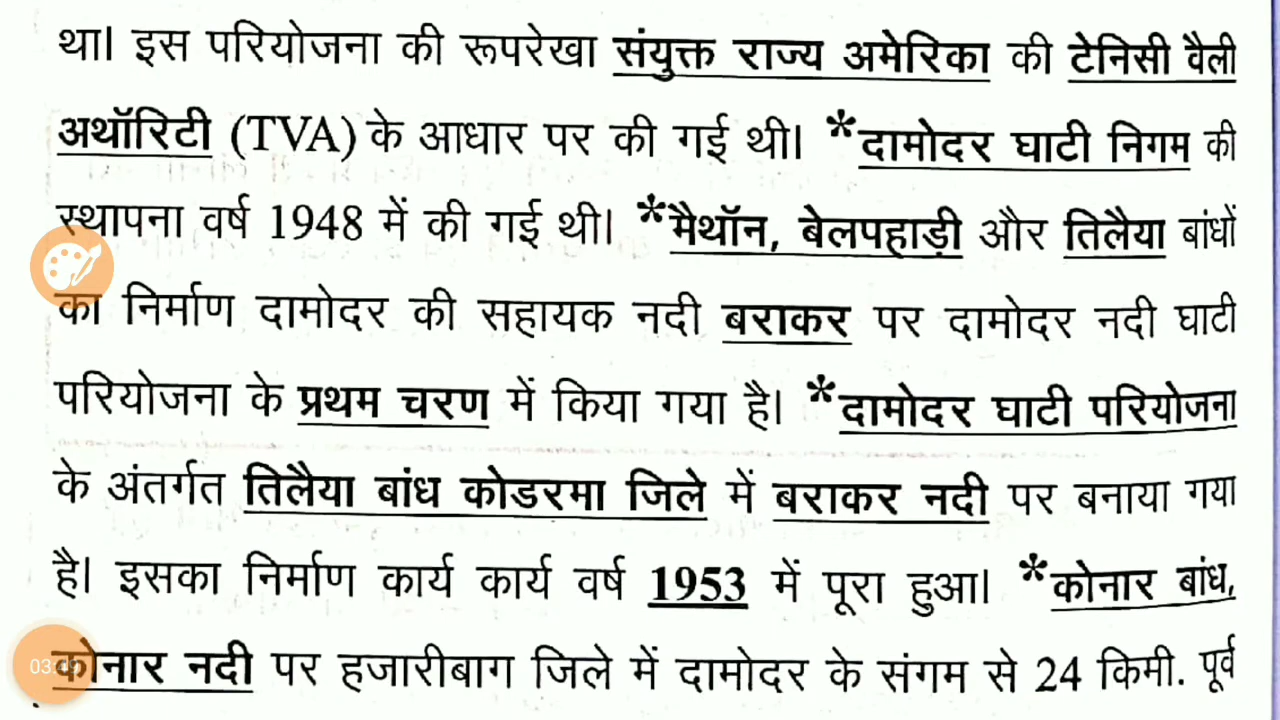 था। इस परियोजना की रूपरेखा संयुक्त राज्य अमेरिका की टेनिसी वैली
अथॉरिटी (TVA) के आधार पर की गई थी। *दामोदर घाटी निगम की
स्थापना वर्ष 1948 में की गई थी। *मैथॉन, बेलपहाड़ी और तिलैया बांधों
का निर्माण दामोदर की सहायक नदी बराकर पर दामोदर नदी घाटी
परियोजना के प्रथम चरण में किया गया है। *दामोदर घाटी परियोजना
के अंतर्गत तिलैया बांध कोडरमा जिले में बराकर नदी पर बनाया गया
है। इसका निर्माण कार्य कार्य वर्ष 1953 में पूरा हुआ। *कोनार बांध,
कोनार नदी पर हजारीबाग जिले में दामोदर के संगम से 24 किमी. पूर्व
03:49